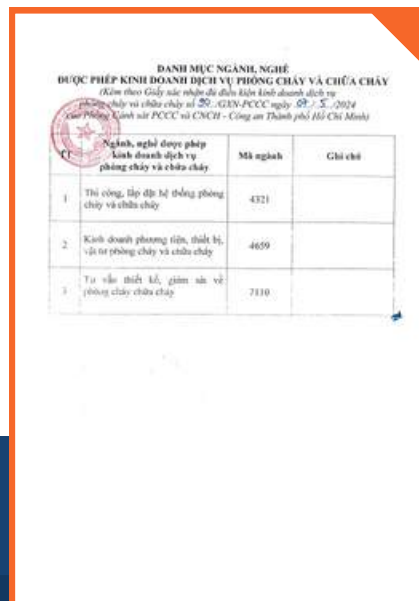 DANH MỤC NGÀNH, NGHỀ
ĐƯỢC PHÉP KINH DOANH DỊCH VỤ PHÒNG CHÁY VÀ CHỮA CHÁY
(Kèm theo Giấy xác nhận đủ điều kiện kinh doanh dịch vụ
phòng cháy và chữa cháy số /GXN-PCCC ngày 07/5/2024
của Phòng Cảnh sát PCCC và CNCH - Công an Thành phố Hồ Chí Minh)
TT
Ngành, nghề được phép
kinh doanh dịch vụ
phòng cháy và chữa cháy
Mã ngành
Ghi chú
1
Thi công, lắp đặt hệ thống phòng
cháy và chữa cháy
4321
2
Kinh doanh phương tiện, thiết bị,
vật tư phòng cháy và chữa cháy
4659
3
Tư vấn thiết kế, giám sát về
phòng cháy chữa cháy
7110